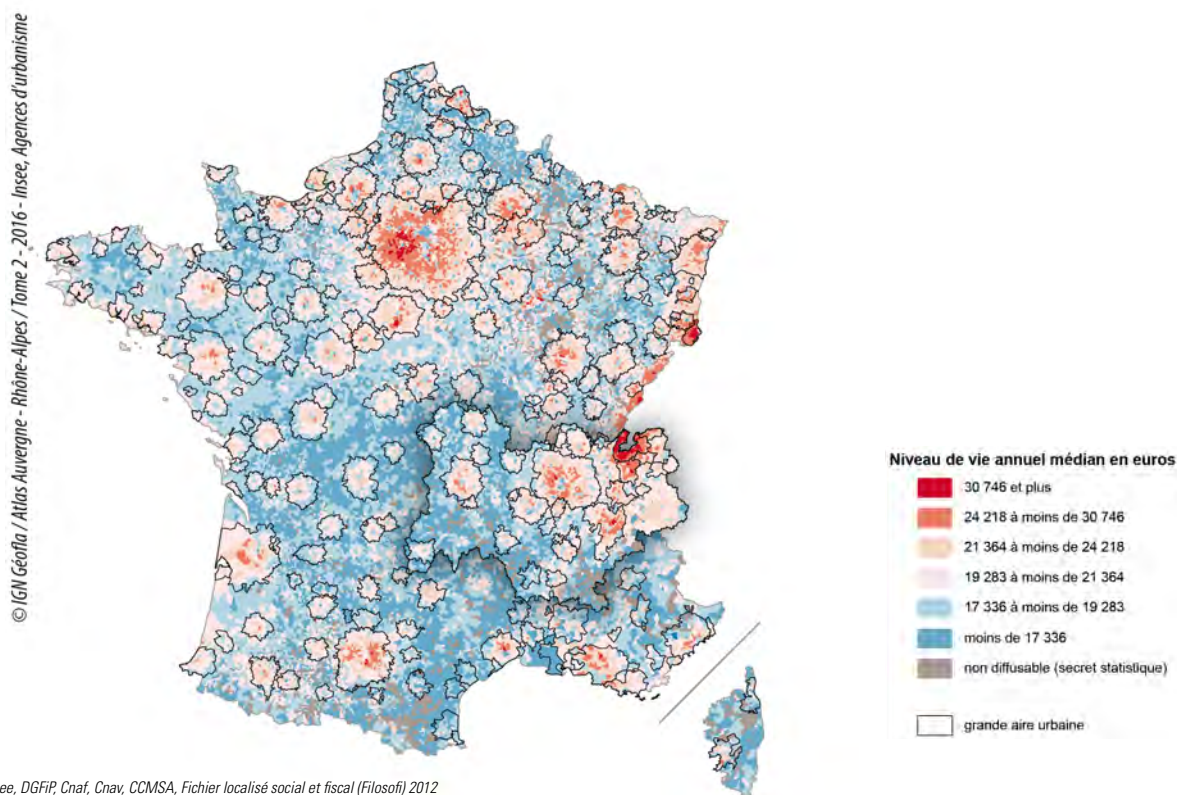 © IGN Géofla / Atlas Auvergne - Rhône-Alpes / Tome 2 - 2016 - Insee, Agences d'urbanisme
Niveau de vie annuel médian en euros
30 746 et plus
24 218 à moins de 30 746
21 364 à moins de 24 218
19 283 à moins de 21 364
17 336 à moins de 19 283
moins de 17 336
non diffusable (secret statistique)
grande aire urbaine
ee, DGFiP, Cnaf, Cnav, CCMSA, Fichier localisé social et fiscal (Filosofi) 2012